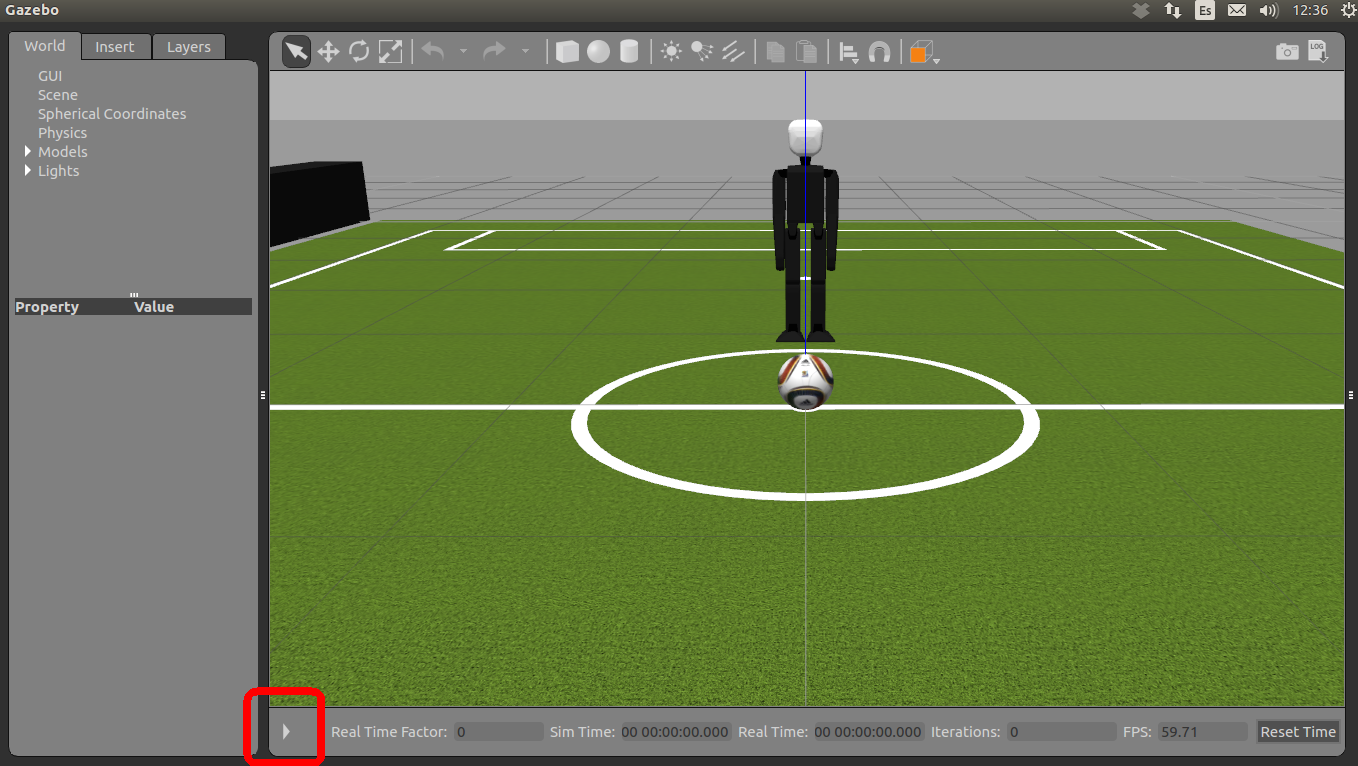 Gazebo
Es
12:36
World Insert Layers
LOG
GUI
Scene
Spherical Coordinates
Physics
Models
Lights
Property Value
Real Time Factor: 0 Sim Time: 00 00:00:00.000 Real Time: 00 00:00:00.000 Iterations: 0 FPS: 59.71 Reset Time